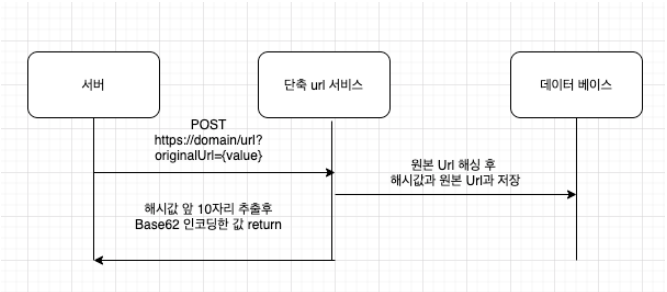 서버
단축 url 서비스
데이터 베이스
POST
https://domain/url?
originalUrl={value}
원본 Url 해싱 후
해시값과 원본 Url과 저장
해시값 앞 10자리 추출후
Base62 인코딩한 값 return